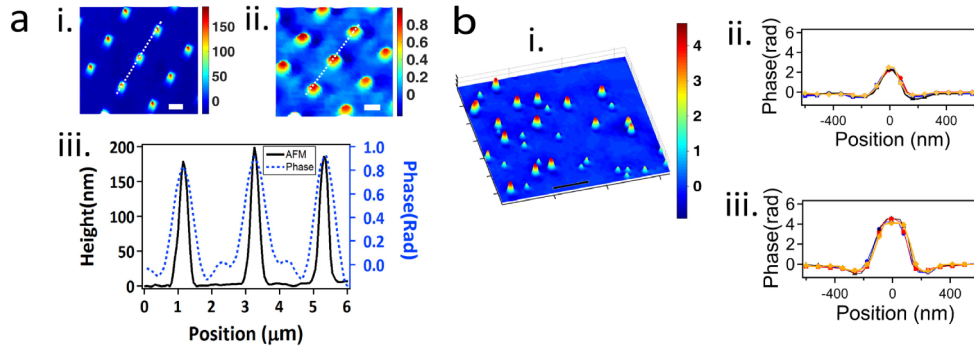 a
i.
150
100
50
0
ii.
0.8
0.6
0.4
0.2
0
iii.
200
150
100
50
0
Height(nm)
AFM
Phase
1.0
0.8
0.6
0.4
0.2
0.0
Phase(Rad)
0 1 2 3 4 5 6
Position (μm)
b
i.
4
3
2
1
0
ii.
6
4
2
0
Phase(rad)
-400 0 400
Position (nm)
iii.
6
4
2
0
Phase(rad)
-400 0 400
Position (nm)